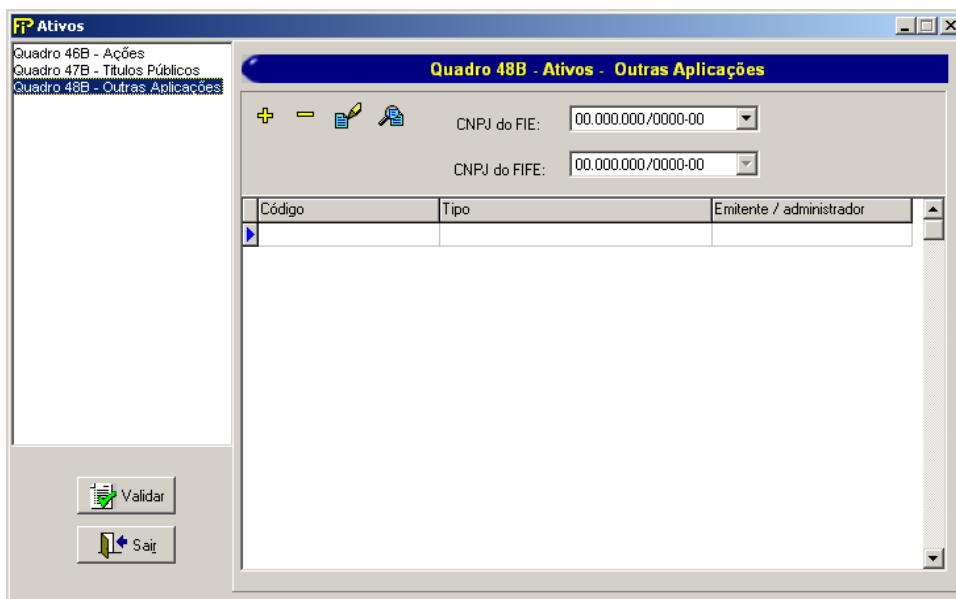 FIP Ativos
Quadro 46B - Ações
Quadro 47B - Titulos Públicos
Quadro 48B - Outras Aplicações
Quadro 48B - Ativos - Outras Aplicações
CNPJ do FIE: 00.000.000/0000-00
CNPJ do FIFE: 00.000.000/0000-00
Código Tipo Emitente / administrador
Validar
Sair